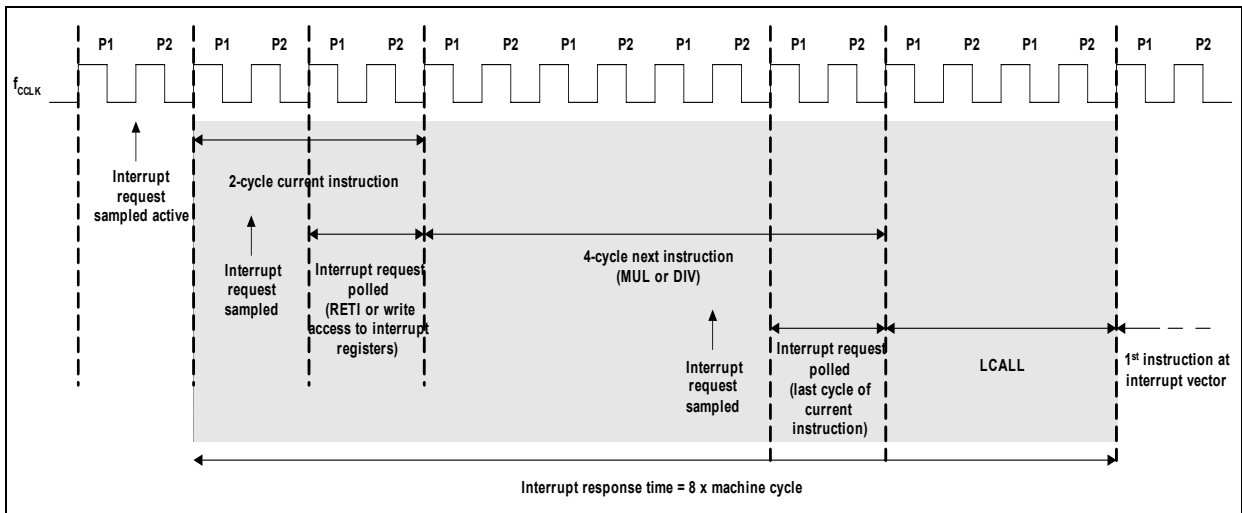 P1 P2 P1 P2 P1 P2 P1 P2 P1 P2 P1 P2 P1 P2 P1 P2 P1 P2 P1 P2
fCCLK
Interrupt
request
sampled active
2-cycle current instruction
Interrupt
request
sampled
Interrupt request
polled
(RETI or write
access to interrupt
registers)
4-cycle next instruction
(MUL or DIV)
Interrupt
request
sampled
Interrupt request
polled
(last cycle of
current
instruction)
LCALL
1st instruction at
interrupt vector
Interrupt response time = 8 x machine cycle